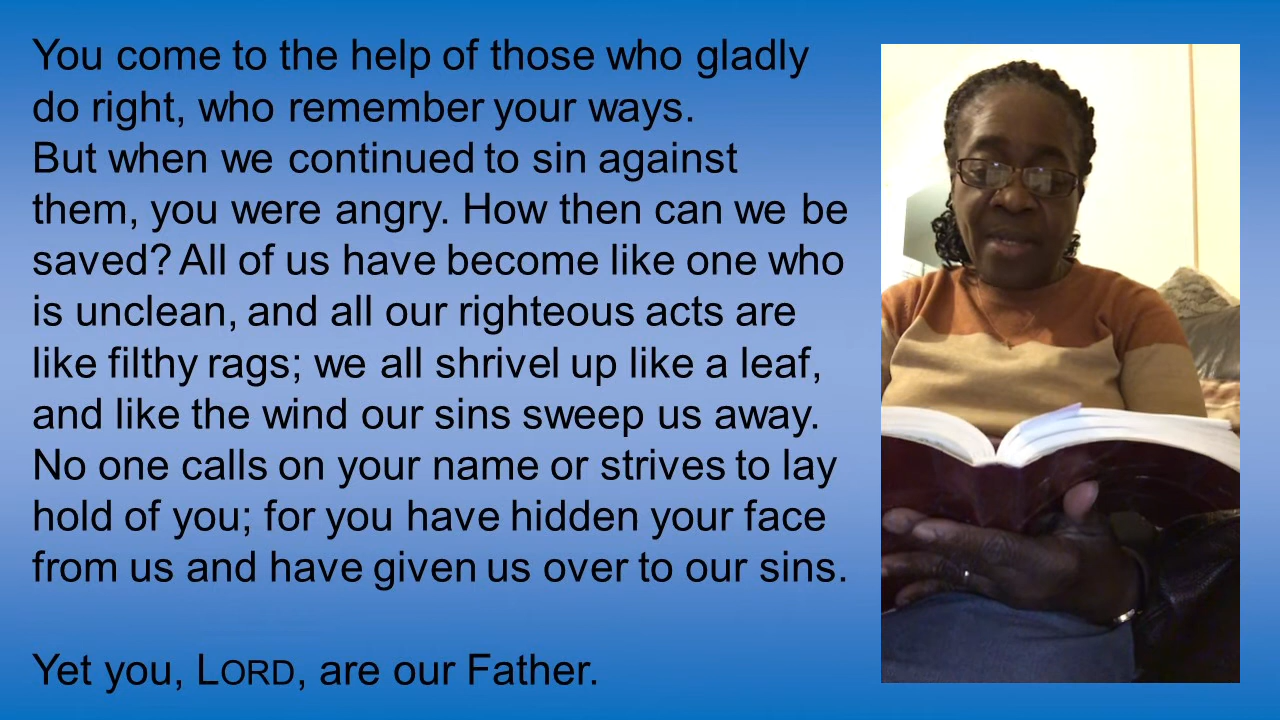 You come to the help of those who gladly
do right, who remember your ways.
But when we continued to sin against
them, you were angry. How then can we be
saved? All of us have become like one who
is unclean, and all our righteous acts are
like filthy rags; we all shrivel up like a leaf,
and like the wind our sins sweep us away.
No one calls on your name or strives to lay
hold of you; for you have hidden your face
from us and have given us over to our sins.
Yet you, LORD, are our Father.